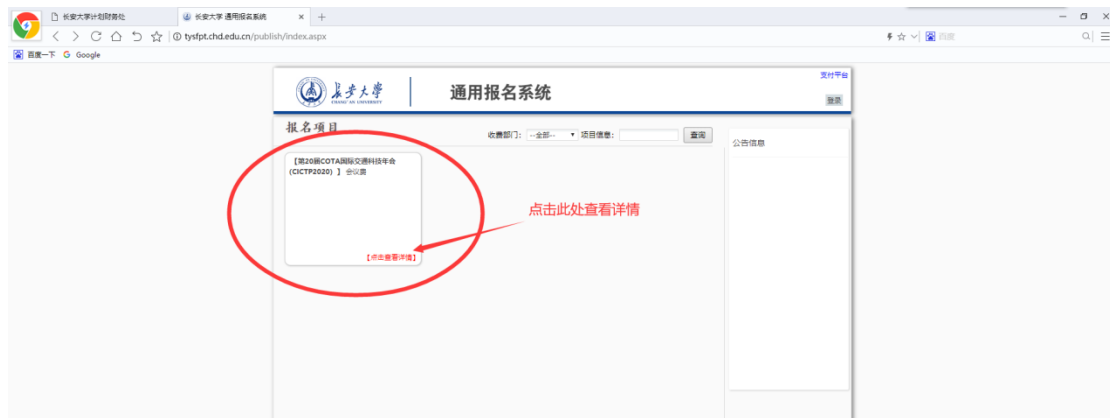 长安大学计划财务处
长安大学 通用报名系统
tysfpt.chd.edu.cn/publish/index.aspx
百度
百度一下 Google
长安大学
CHANG'AN UNIVERSITY
通用报名系统
支付平台
登录
报名项目
收费部门： --全部-- 项目信息： 查询
公告信息
【第20届COTA国际交通科技年会
(CICTP2020) 】 会议费
点击此处查看详情
【点击查看详情】